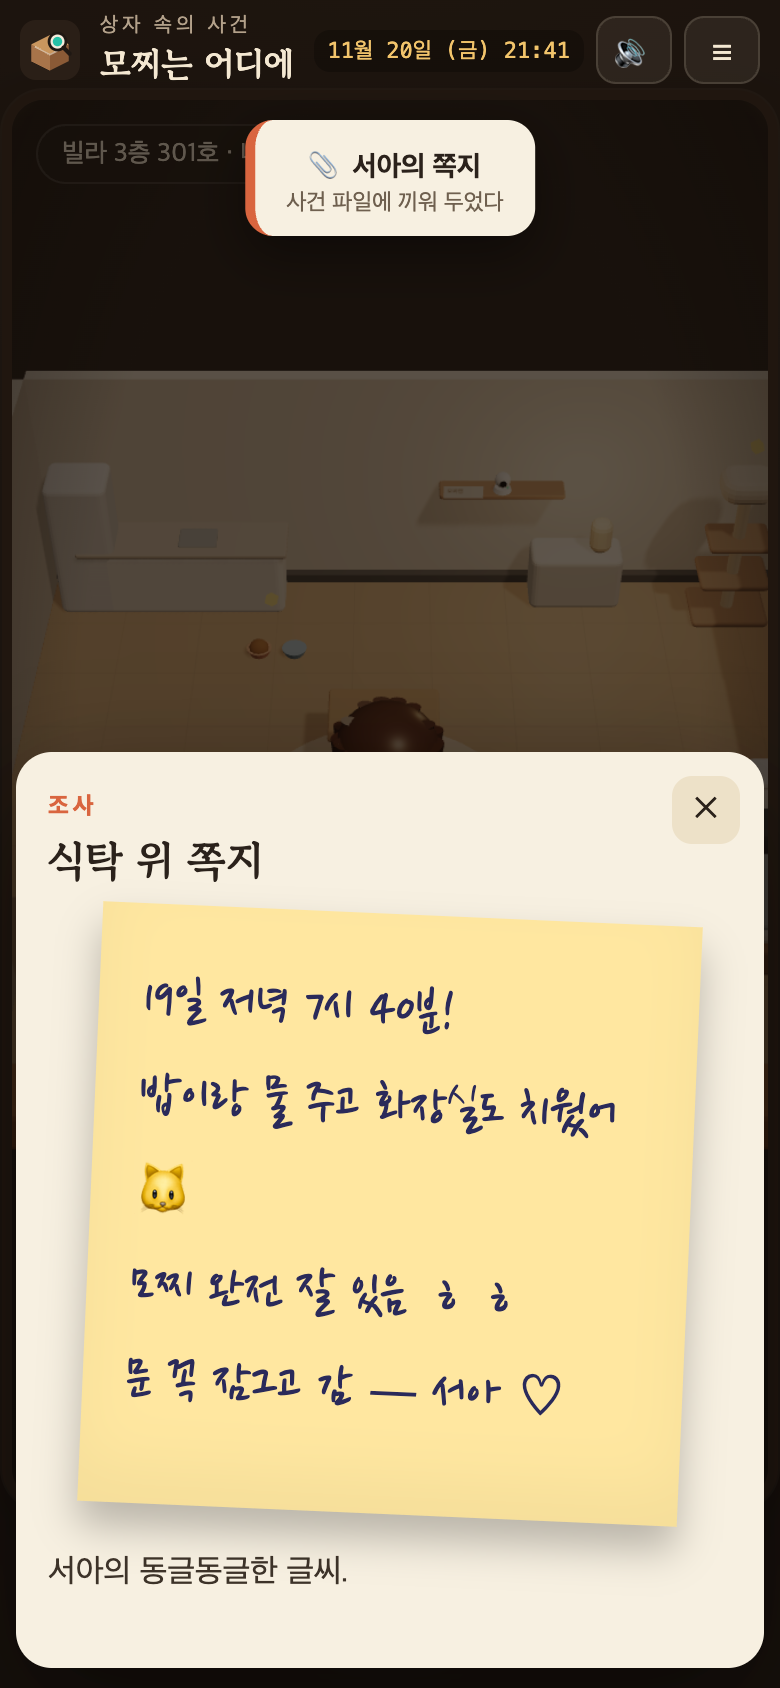 상자 속의 사건
모찌는 어디에
11월 20일 (금) 21:41
빌라 3층 301호 ·
서아의 쪽지
사건 파일에 끼워 두었다
조사
식탁 위 쪽지
19일 저녁 7시 40분!
밥이랑 물 주고 화장실도 치웠어
🐱
모찌 완전 잘 있음 ㅎㅎ
문 꼭 잠그고 감 — 서아 ♡
서아의 동글동글한 글씨.